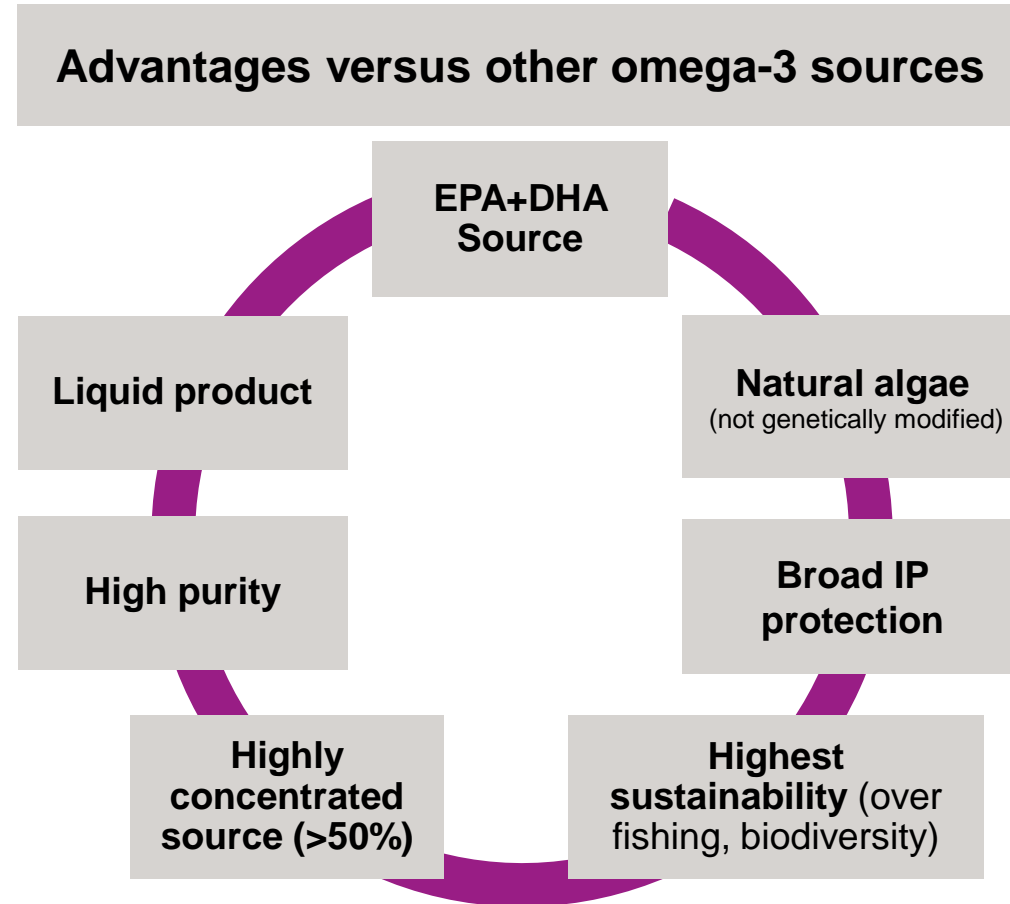 Advantages versus other omega-3 sources
EPA+DHA
Source
Natural algae
(not genetically modified)
Broad IP
protection
Highest
sustainability (over
fishing, biodiversity)
Highly
concentrated
source (>50%)
High purity
Liquid product